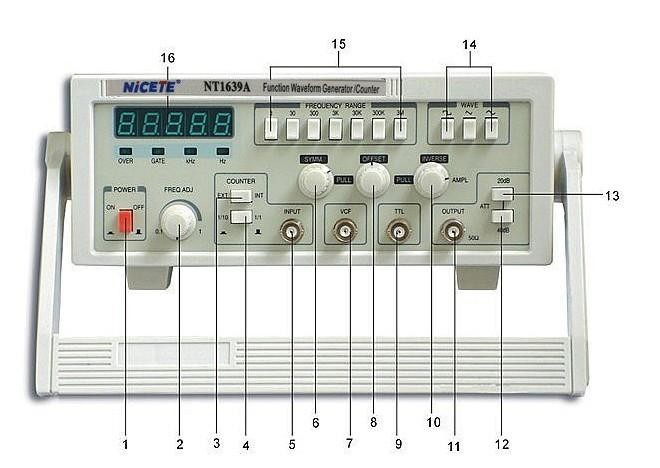 16 15 14
NiCETE® NT1639A Function Waveform Generator/Counter
FREQUENCY RANGE WAVE
30 300 3K 30K 300K 3M
8.8.8.8.8.
OVER GATE kHz Hz
SYMM OFFSET INVERSE
PULL PULL AMPL
COUNTER
EXT INT
1/10 1/1
POWER
ON OFF
FREQ ADJ
0.1 1
INPUT VCF TTL OUTPUT
50Ω
20dB
ATT
40dB
13
1 2 3 4 5 6 7 8 9 10 11 12